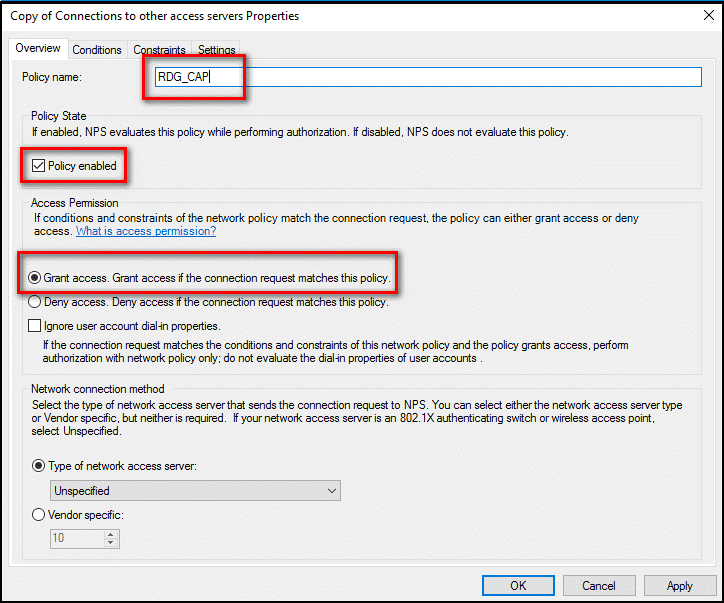 Copy of Connections to other access servers Properties
Overview Conditions Constraints Settings
Policy name: RDG_CAP
Policy State
If enabled, NPS evaluates this policy while performing authorization. If disabled, NPS does not evaluate this policy.
Policy enabled
Access Permission
If conditions and constraints of the network policy match the connection request, the policy can either grant access or deny
access. What is access permission?
Grant access. Grant access if the connection request matches this policy.
Deny access. Deny access if the connection request matches this policy.
Ignore user account dial-in properties.
If the connection request matches the conditions and constraints of this network policy and the policy grants access, perform
authorization with network policy only; do not evaluate the dial-in properties of user accounts .
Network connection method
Select the type of network access server that sends the connection request to NPS. You can select either the network access server type
or Vendor specific, but neither is required.  If your network access server is an 802.1X authenticating switch or wireless access point,
select Unspecified.
Type of network access server:
Unspecified
Vendor specific:
10
OK Cancel Apply